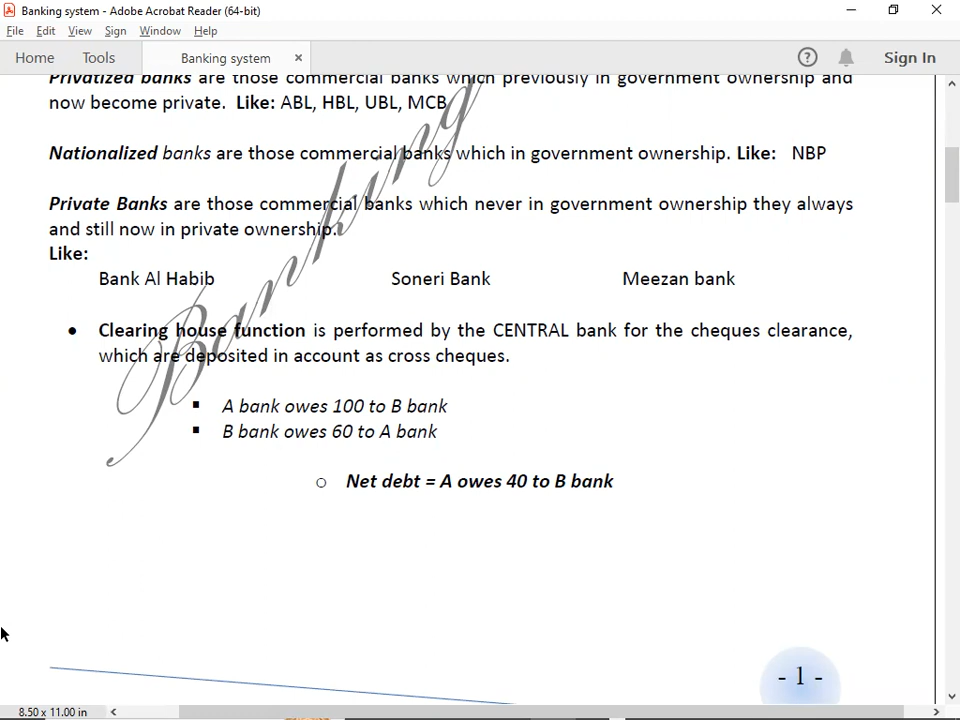 Banking system - Adobe Acrobat Reader (64-bit)
File Edit View Sign Window Help
Home Tools Banking system × ? Sign In
Privatized banks are those commercial banks which previously in government ownership and
now become private. Like: ABL, HBL, UBL, MCB
Nationalized banks are those commercial banks which in government ownership. Like: NBP
Private Banks are those commercial banks which never in government ownership they always
and still now in private ownership.
Like:
Bank Al Habib Soneri Bank Meezan bank
• Clearing house function is performed by the CENTRAL bank for the cheques clearance,
which are deposited in account as cross cheques.
▪ A bank owes 100 to B bank
▪ B bank owes 60 to A bank
○ Net debt = A owes 40 to B bank
Banking
- 1 -
8.50 x 11.00 in